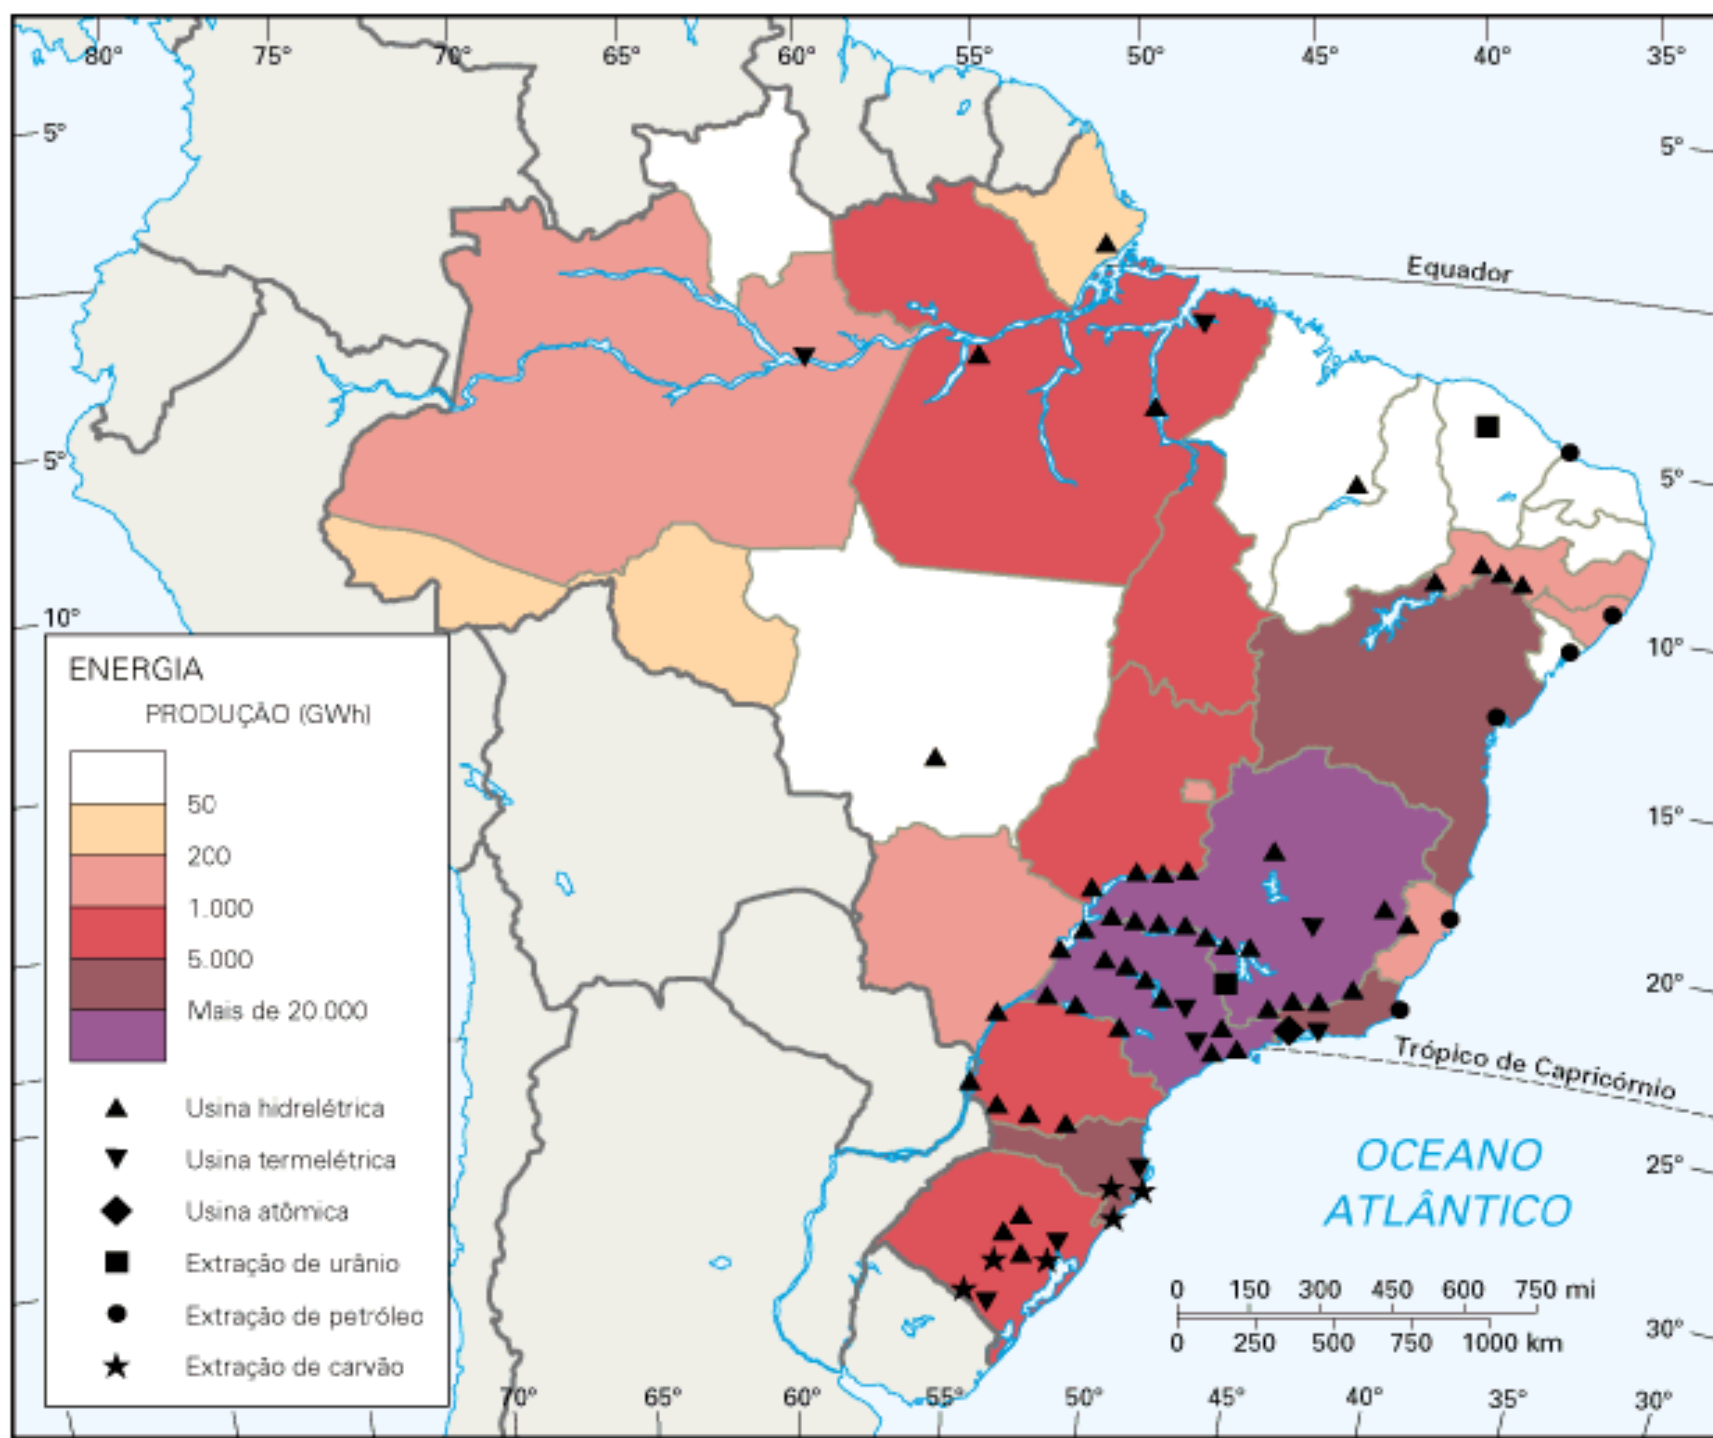 80° 75° 70° 65° 60° 55° 50° 45° 40° 35°
5° 5°
Equador
5° 5°
10° 10°
ENERGIA
PRODUÇÃO (GWh)
50
200
1.000
5.000
Mais de 20.000
Usina hidrelétrica
Usina termelétrica
Usina atômica
Extração de urânio
Extração de petróleo
Extração de carvão
15°
20°
Trópico de Capricórnio
OCEANO
ATLÂNTICO
25°
0 150 300 450 600 750 mi
0 250 500 750 1000 km
30°
70° 65° 60° 55° 50° 45° 40° 35° 30°